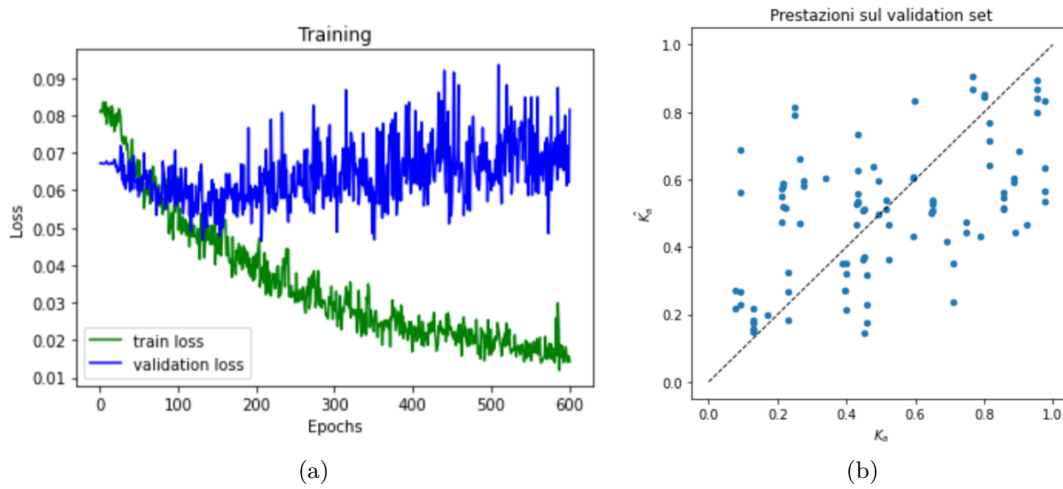 Training
0.09
0.08
0.07
0.06
0.05
0.04
0.03
0.02
0.01
Loss
train loss
validation loss
0 100 200 300 400 500 600
Epochs
(a)
Prestazioni sul validation set
1.0
0.8
0.6
0.4
0.2
0.0
K̂ₐ
0.0 0.2 0.4 0.6 0.8 1.0
Kₐ
(b)